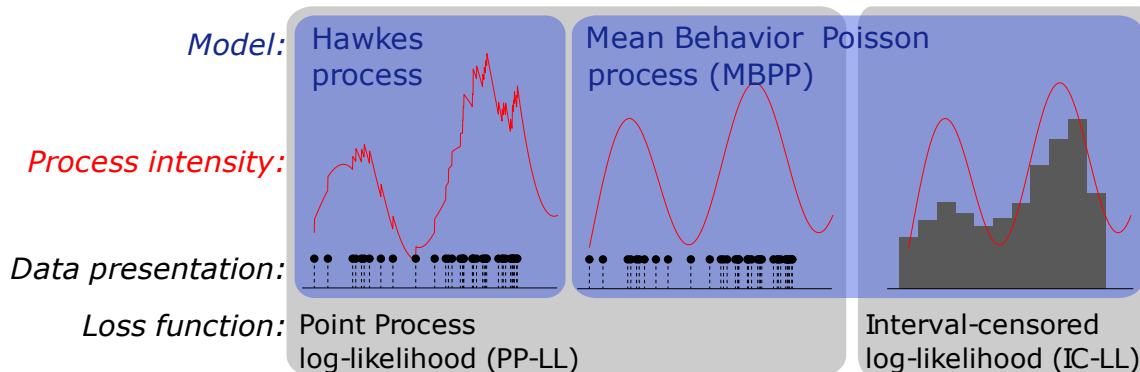 Model:
Hawkes
process
Mean Behavior Poisson
process (MBPP)
Process intensity:
Data presentation:
Loss function:
Point Process
log-likelihood (PP-LL)
Interval-censored
log-likelihood (IC-LL)